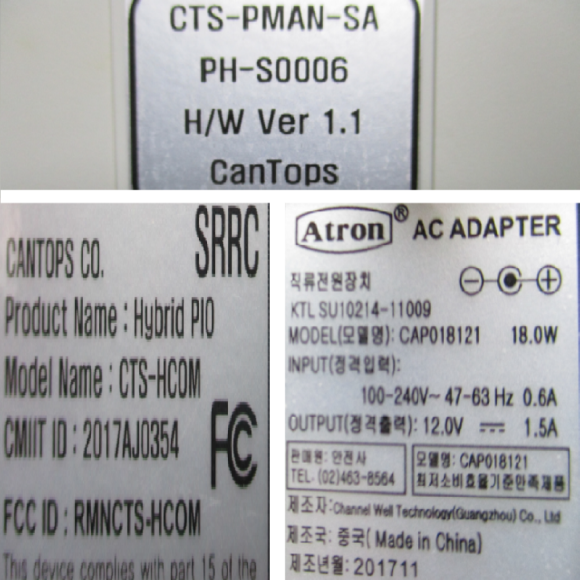 CTS-PMAN-SA
PH-S0006
H/W Ver 1.1
CanTops
SRRC
CANTOPS CO.
Product Name : Hybrid PIO
Model Name : CTS-HCOM
CMIIT ID : 2017AJ0354
FC
FCC ID : RMNCTS-HCOM
This device complies with part 15 of the
Atron® AC ADAPTER
직류전원장치
KTL SU10214-11009
MODEL(모델명): CAP018121 18.0W
INPUT(정격입력):
100-240V~ 47-63 Hz 0.6A
OUTPUT(정격출력): 12.0V 1.5A
판매원: 안전사
TEL: (02)463-8564
모델명: CAP018121
최저소비효율기준만족제품
제조자:Channel Well Technology(Guangzhou) Co., Ltd
제조국: 중국( Made in China)
제조년월: 201711